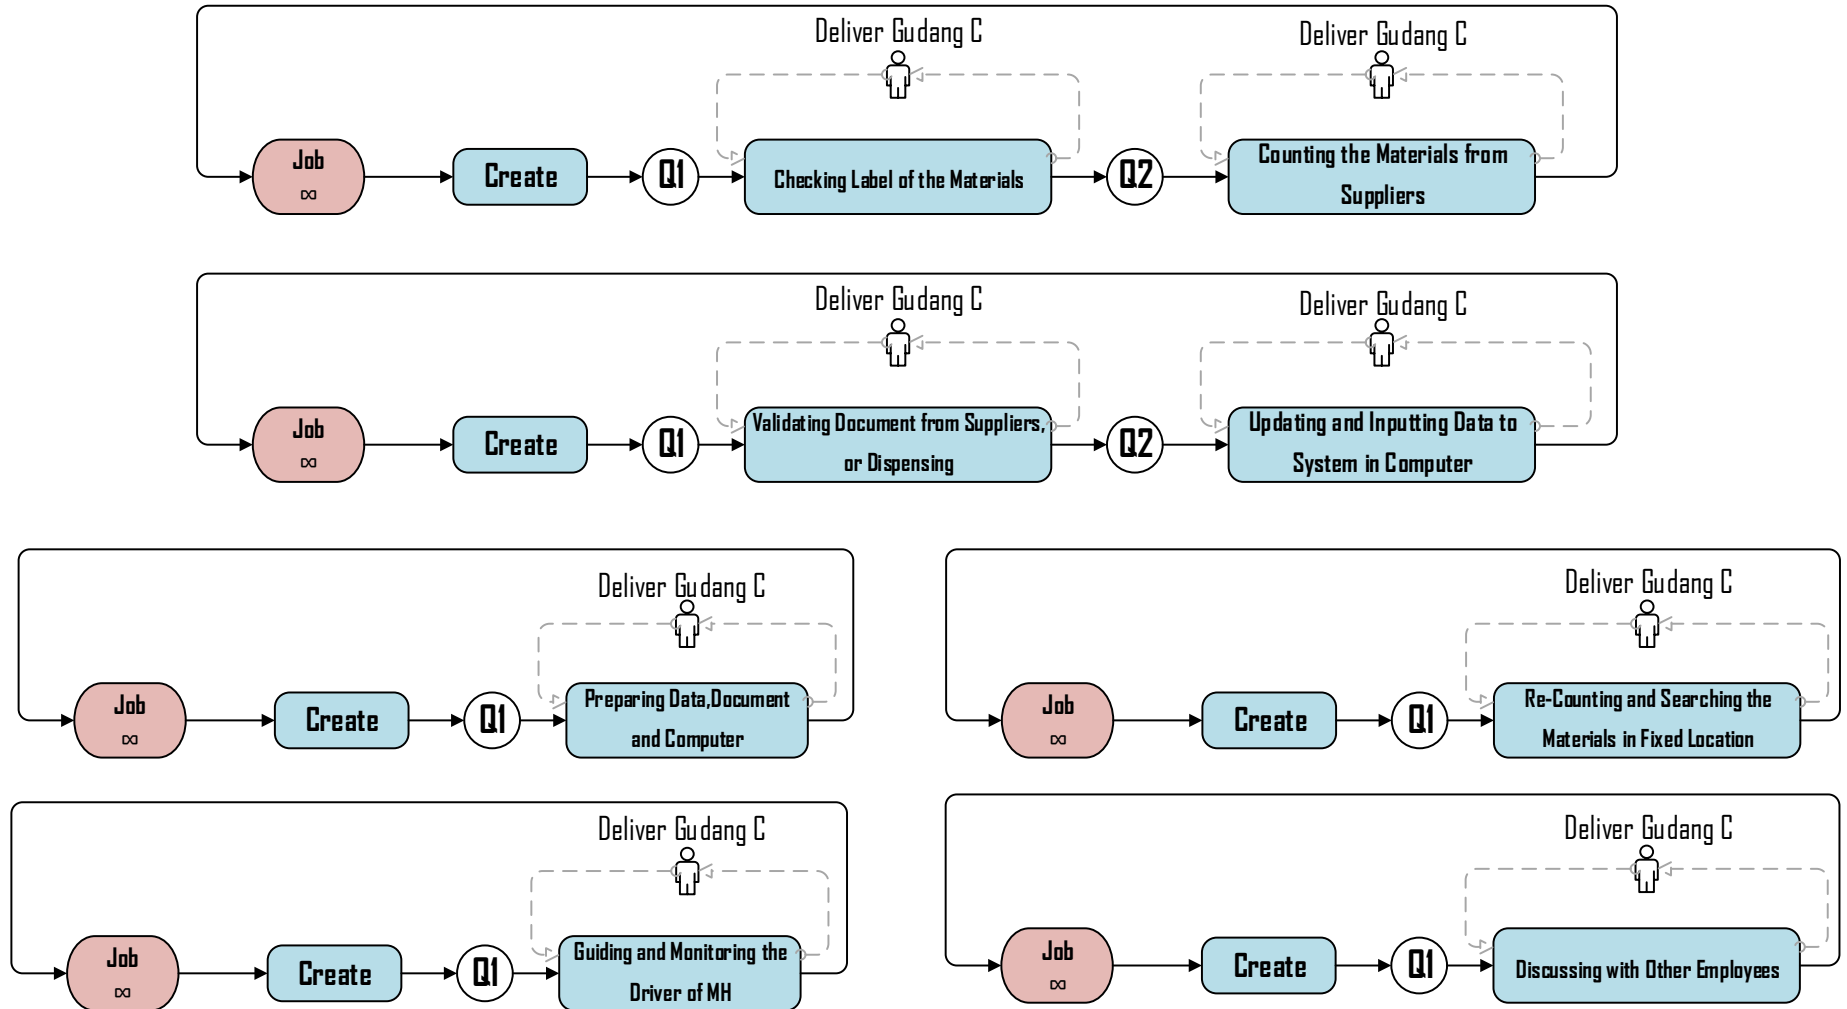 Deliver Gudang C
Deliver Gudang C
Job
∞
Create
Q1
Checking Label of the Materials
Q2
Counting the Materials from
Suppliers
Deliver Gudang C
Deliver Gudang C
Job
∞
Create
Q1
Validating Document from Suppliers,
or Dispensing
Q2
Updating and Inputting Data to
System in Computer
Deliver Gudang C
Job
∞
Create
Q1
Preparing Data,Document
and Computer
Deliver Gudang C
Job
∞
Create
Q1
Re-Counting and Searching the
Materials in Fixed Location
Deliver Gudang C
Job
∞
Create
Q1
Guiding and Monitoring the
Driver of MH
Deliver Gudang C
Job
∞
Create
Q1
Discussing with Other Employees